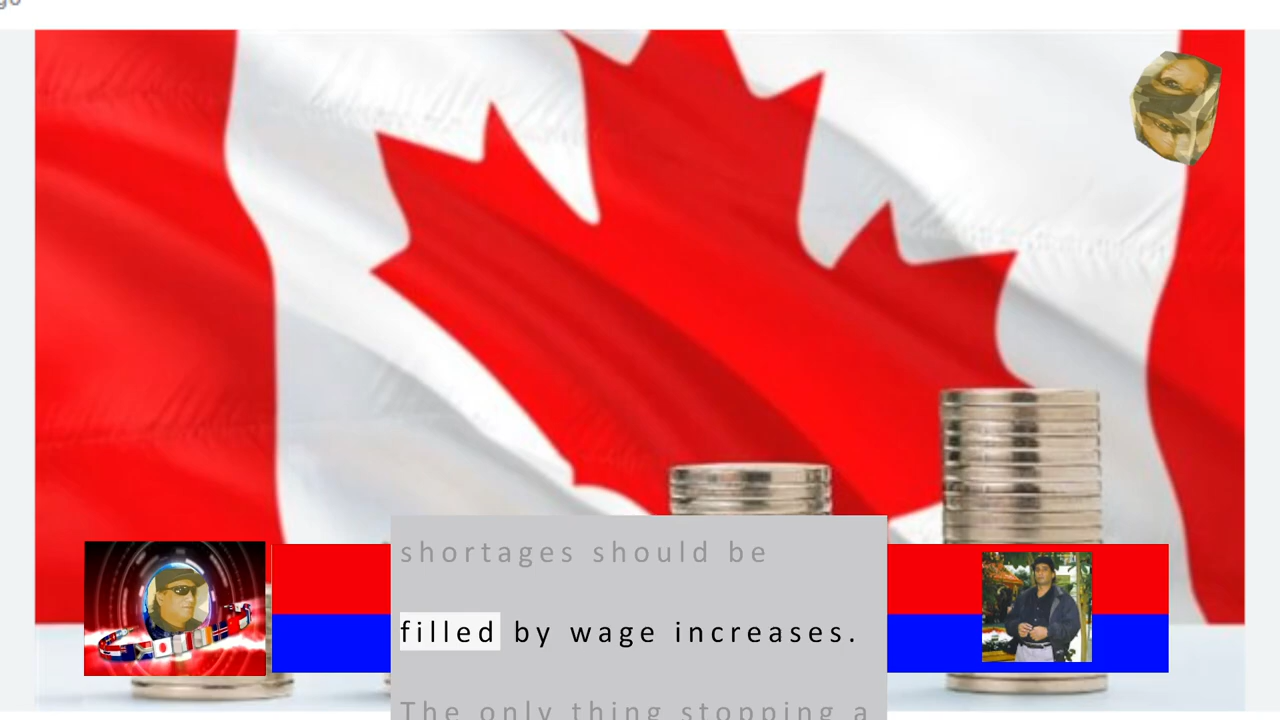 shortages should be
filled by wage increases.
The only thing stopping a